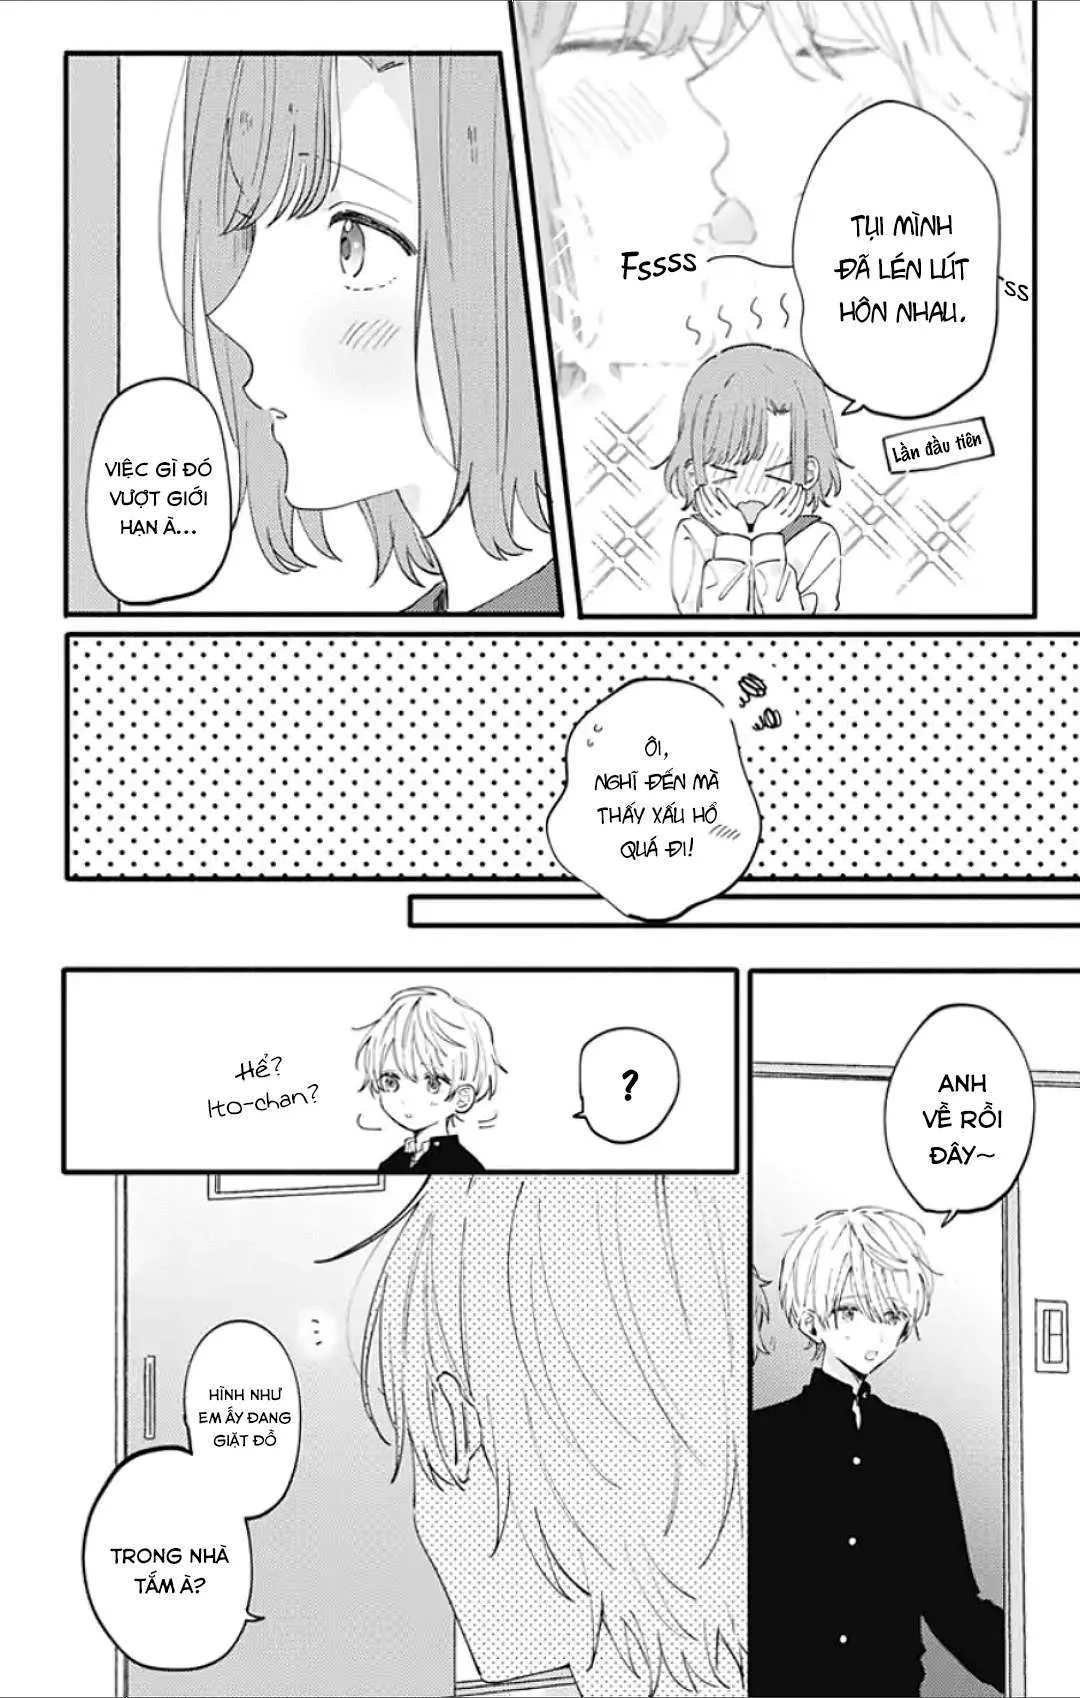 TỤI MÌNH
ĐÃ LÉN LÚT
HÔN NHAU.
FSSSS
SS
Lần đầu tiên
VIỆC GÌ ĐÓ
VƯỢT GIỚI
HẠN À...
ÔI,
NGHĨ ĐẾN MÀ
THẤY XẤU HỔ
QUÁ ĐI!
ANH
VỀ RỒI
ĐÂY~
?
Hể?
Ito-chan?
HÌNH NHƯ
EM ẤY ĐANG
GIẶT ĐỒ
TRONG NHÀ
TẮM À?